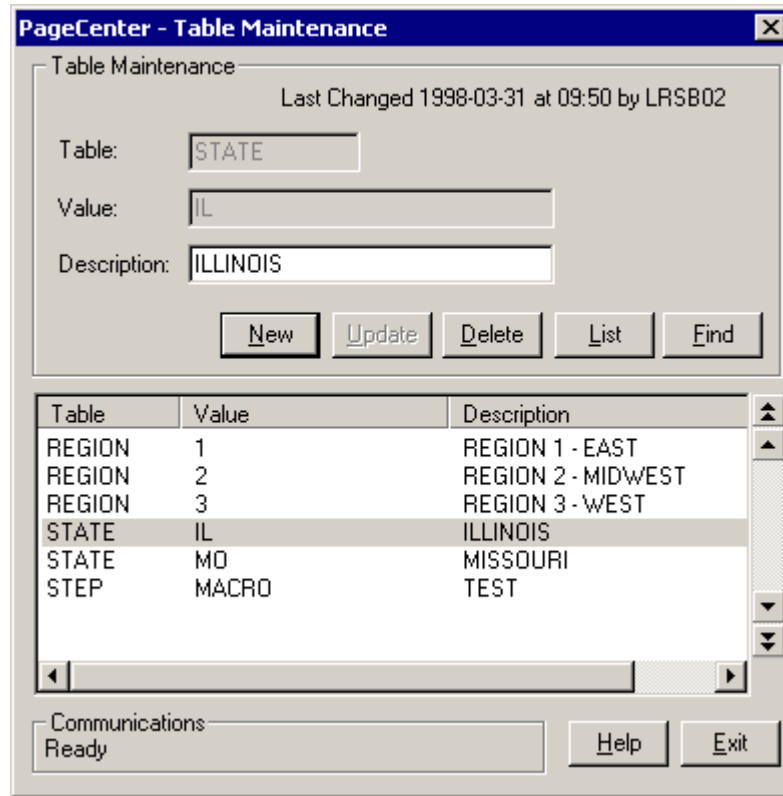 PageCenter - Table Maintenance
Table Maintenance
Last Changed 1998-03-31 at 09:50 by LRSB02
Table: STATE
Value: IL
Description: ILLINOIS
New Update Delete List Find
Table Value Description
REGION 1 REGION 1 - EAST
REGION 2 REGION 2 - MIDWEST
REGION 3 REGION 3 - WEST
STATE IL ILLINOIS
STATE MO MISSOURI
STEP MACRO TEST
Communications
Ready
Help Exit